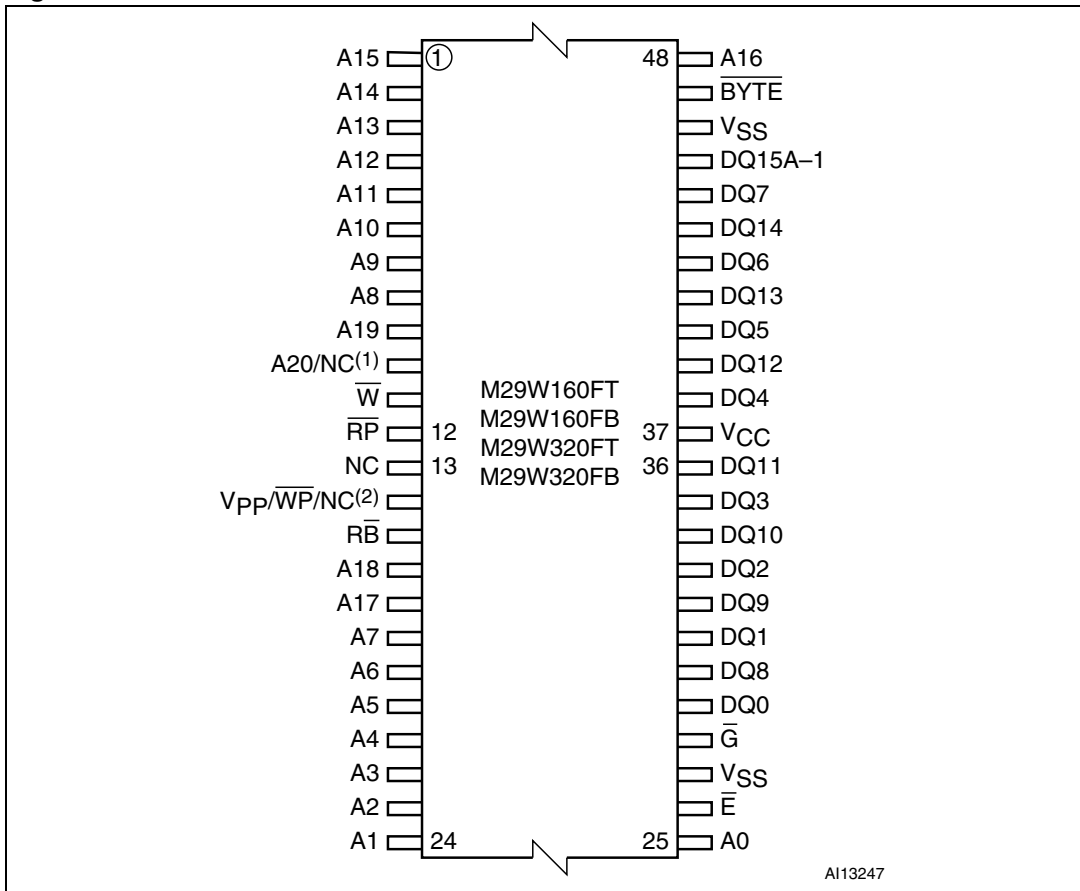 A15 ① 48 A16
A14 B̅Y̅T̅E̅
A13 VSS
A12 DQ15A–1
A11 DQ7
A10 DQ14
A9 DQ6
A8 DQ13
A19 DQ5
A20/NC(1) DQ12
W̅ DQ4
R̅P̅ 12 37 VCC
NC 13 36 DQ11
VPP/W̅P̅/NC(2) DQ3
RB̅ DQ10
A18 DQ2
A17 DQ9
A7 DQ1
A6 DQ8
A5 DQ0
A4 G̅
A3 VSS
A2 E̅
A1 24 25 A0
M29W160FT
M29W160FB
M29W320FT
M29W320FB
AI13247